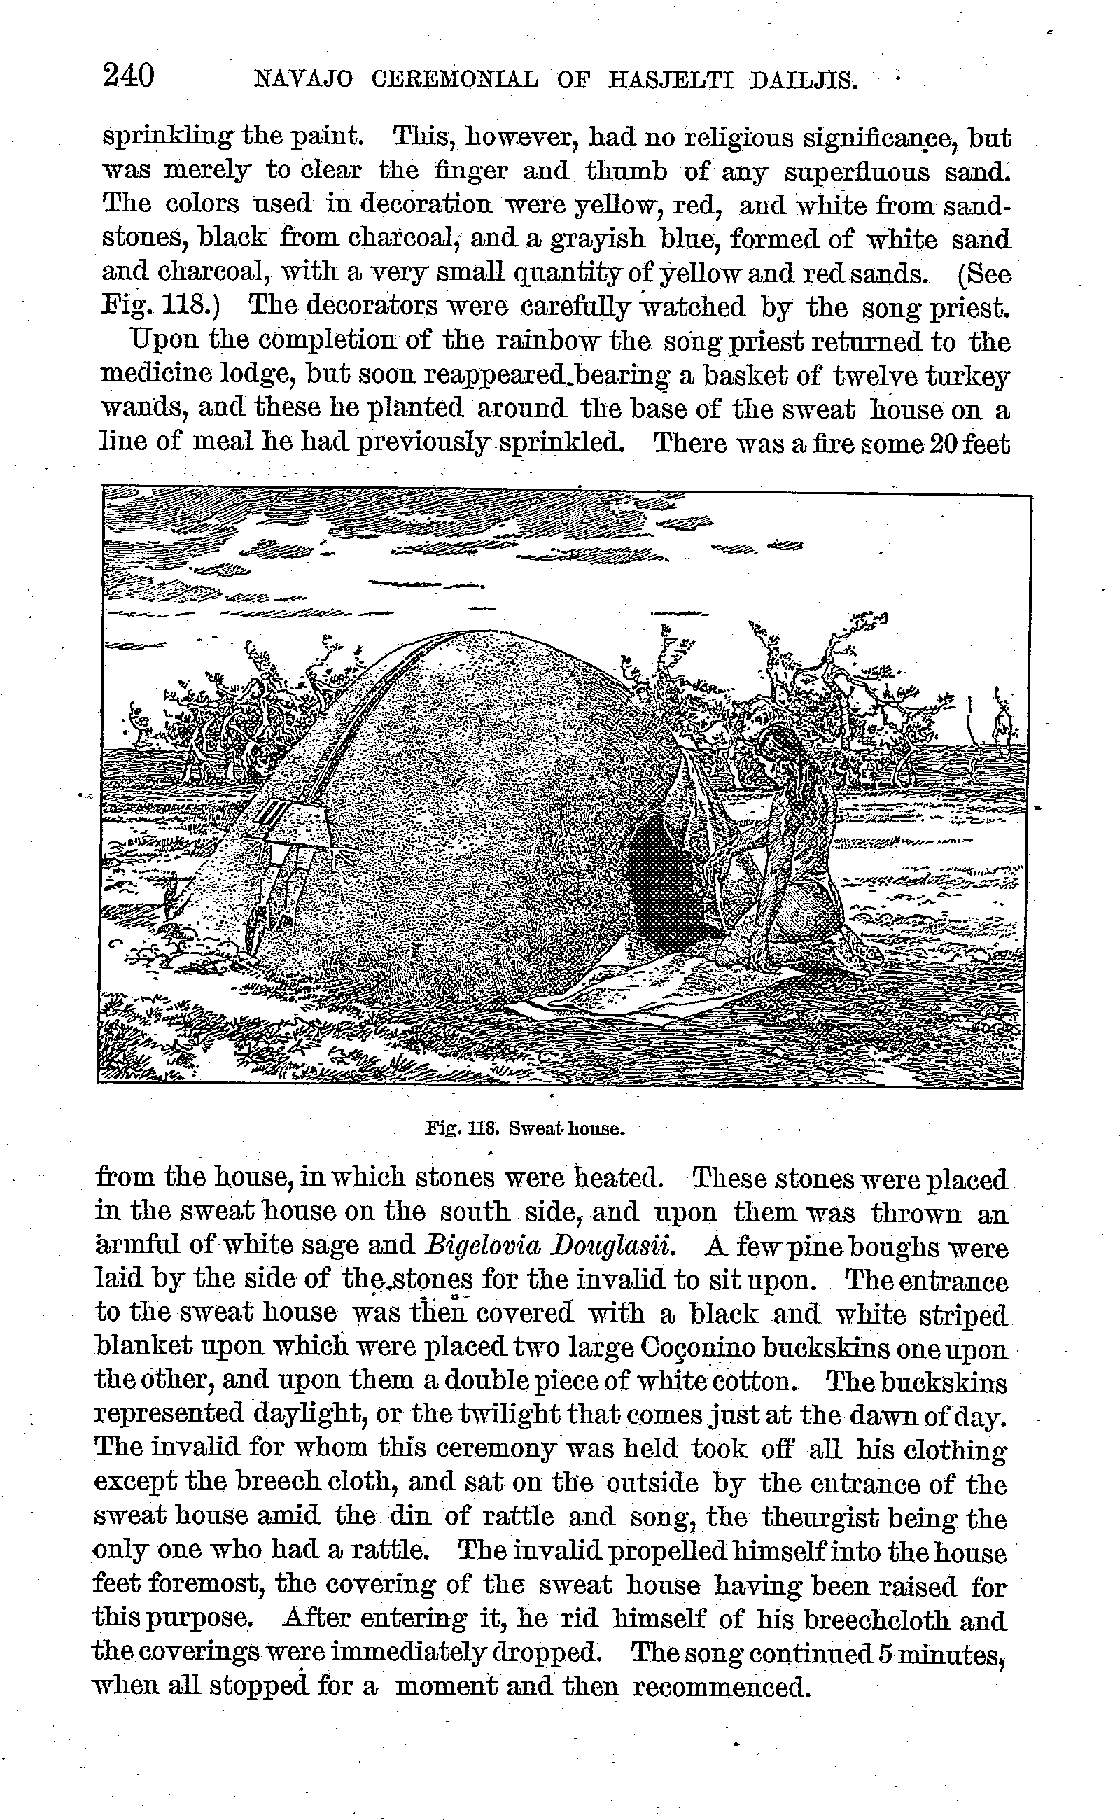 240 NAVAJO CEREMONIAL OF HASJELTI DAILJIS.
sprinkling the paint. This, however, had no religious significance, but
was merely to clear the finger and thumb of any superfluous sand.
The colors used in decoration were yellow, red, and white from sand-
stones, black from charcoal, and a grayish blue, formed of white sand
and charcoal, with a very small quantity of yellow and red sands. (See
Fig. 118.) The decorators were carefully watched by the song priest.
Upon the completion of the rainbow the song priest returned to the
medicine lodge, but soon reappeared bearing a basket of twelve turkey
wands, and these he planted around the base of the sweat house on a
line of meal he had previously sprinkled. There was a fire some 20 feet
Fig. 118. Sweat house.
from the house, in which stones were heated. These stones were placed
in the sweat house on the south side, and upon them was thrown an
armful of white sage and Bigelovia Douglasii. A few pine boughs were
laid by the side of the stones for the invalid to sit upon. The entrance
to the sweat house was then covered with a black and white striped
blanket upon which were placed two large Coçonino buckskins one upon
the other, and upon them a double piece of white cotton. The buckskins
represented daylight, or the twilight that comes just at the dawn of day.
The invalid for whom this ceremony was held took off all his clothing
except the breech cloth, and sat on the outside by the entrance of the
sweat house amid the din of rattle and song, the theurgist being the
only one who had a rattle. The invalid propelled himself into the house
feet foremost, the covering of the sweat house having been raised for
this purpose. After entering it, he rid himself of his breechcloth and
the coverings were immediately dropped. The song continued 5 minutes,
when all stopped for a moment and then recommenced.